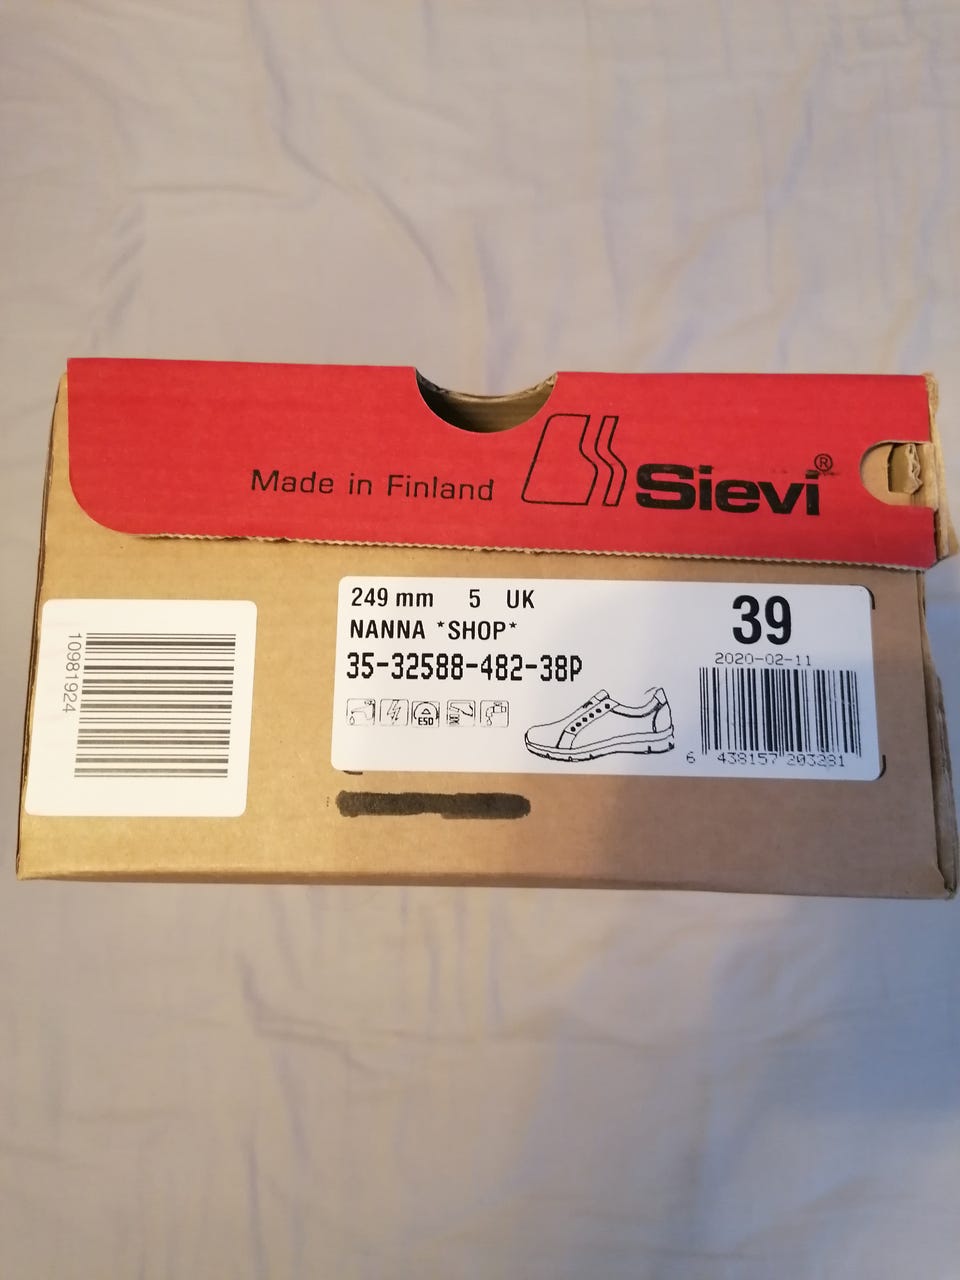 Made in Finland
Sievi®
249 mm 5 UK
NANNA *SHOP*
35-32588-482-38P
ESD
39
2020-02-11
6 438157 203281
10981924